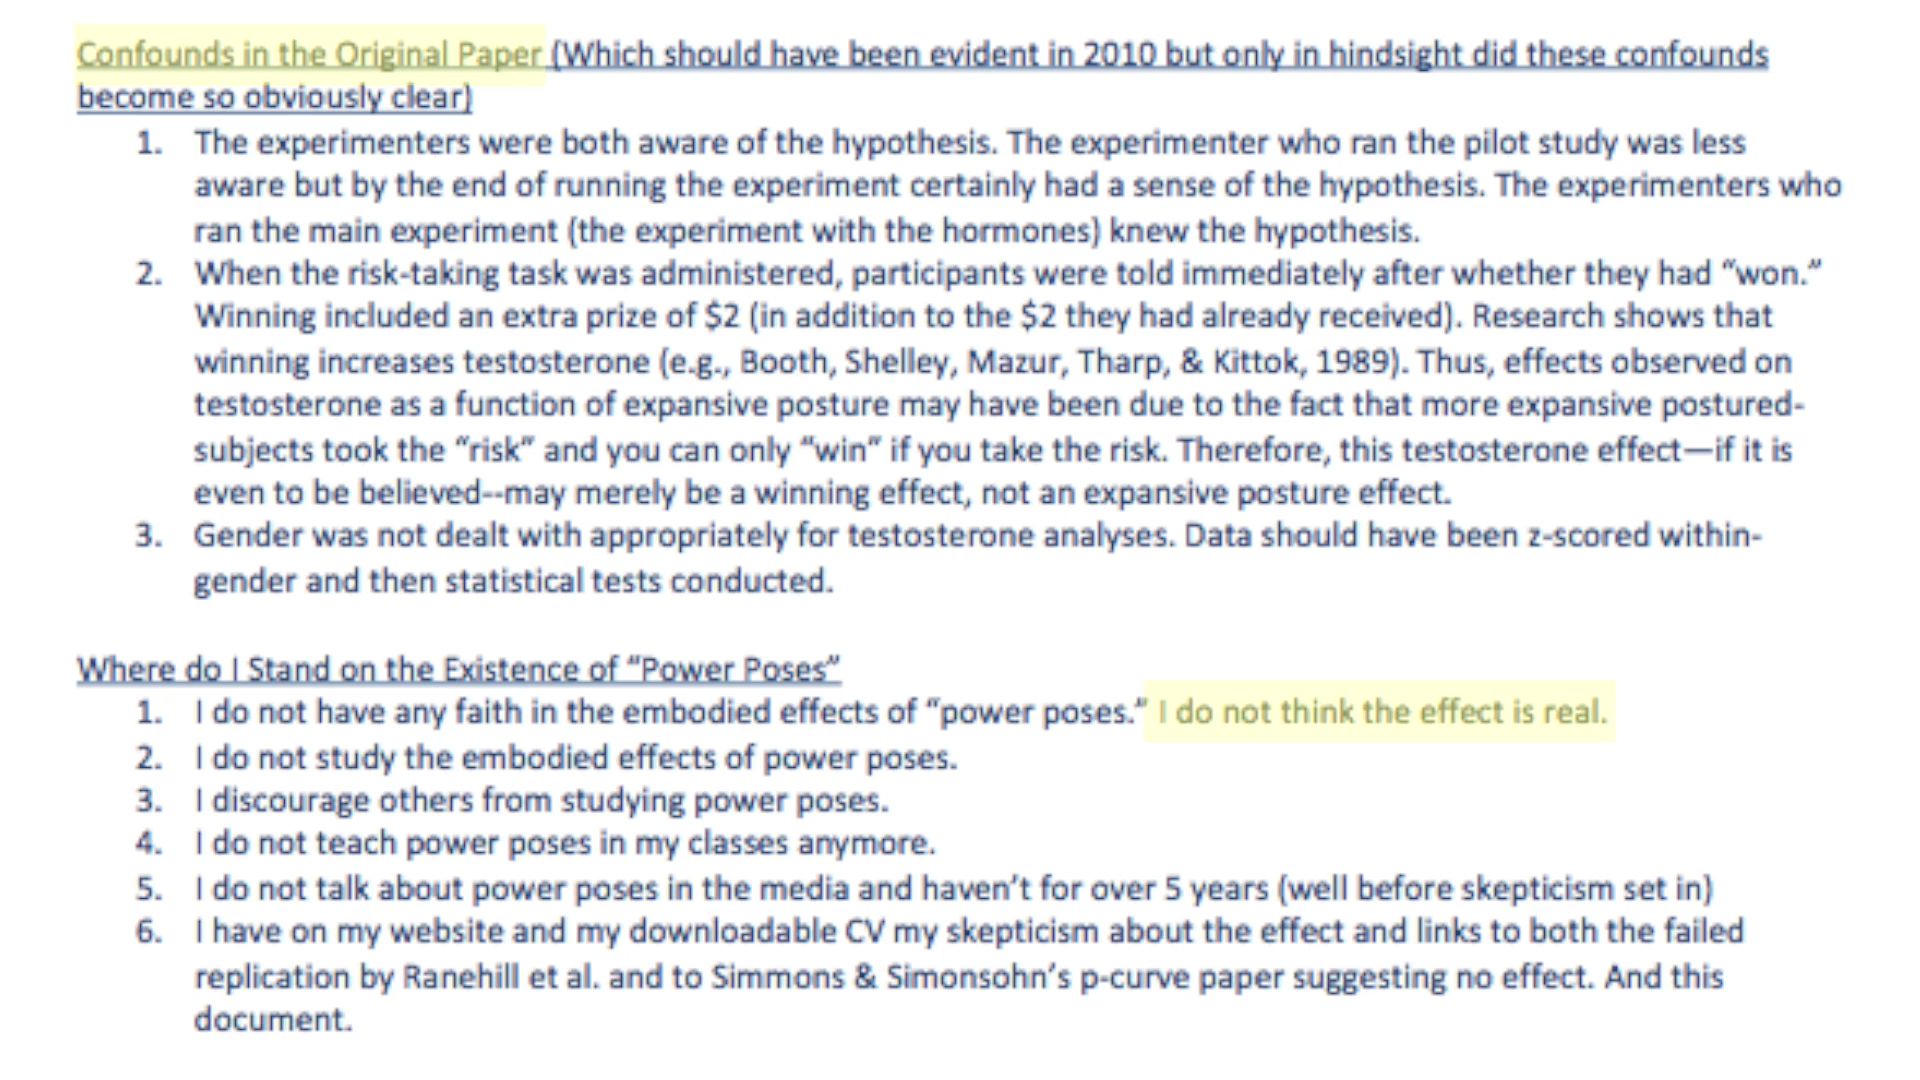 Confounds in the Original Paper (Which should have been evident in 2010 but only in hindsight did these confounds
become so obviously clear)
1. The experimenters were both aware of the hypothesis. The experimenter who ran the pilot study was less
aware but by the end of running the experiment certainly had a sense of the hypothesis. The experimenters who
ran the main experiment (the experiment with the hormones) knew the hypothesis.
2. When the risk-taking task was administered, participants were told immediately after whether they had “won.”
Winning included an extra prize of $2 (in addition to the $2 they had already received). Research shows that
winning increases testosterone (e.g., Booth, Shelley, Mazur, Tharp, & Kittok, 1989). Thus, effects observed on
testosterone as a function of expansive posture may have been due to the fact that more expansive postured-
subjects took the “risk” and you can only “win” if you take the risk. Therefore, this testosterone effect—if it is
even to be believed--may merely be a winning effect, not an expansive posture effect.
3. Gender was not dealt with appropriately for testosterone analyses. Data should have been z-scored within-
gender and then statistical tests conducted.
Where do I Stand on the Existence of “Power Poses”
1. I do not have any faith in the embodied effects of “power poses.” I do not think the effect is real.
2. I do not study the embodied effects of power poses.
3. I discourage others from studying power poses.
4. I do not teach power poses in my classes anymore.
5. I do not talk about power poses in the media and haven’t for over 5 years (well before skepticism set in)
6. I have on my website and my downloadable CV my skepticism about the effect and links to both the failed
replication by Ranehill et al. and to Simmons & Simonsohn’s p-curve paper suggesting no effect. And this
document.